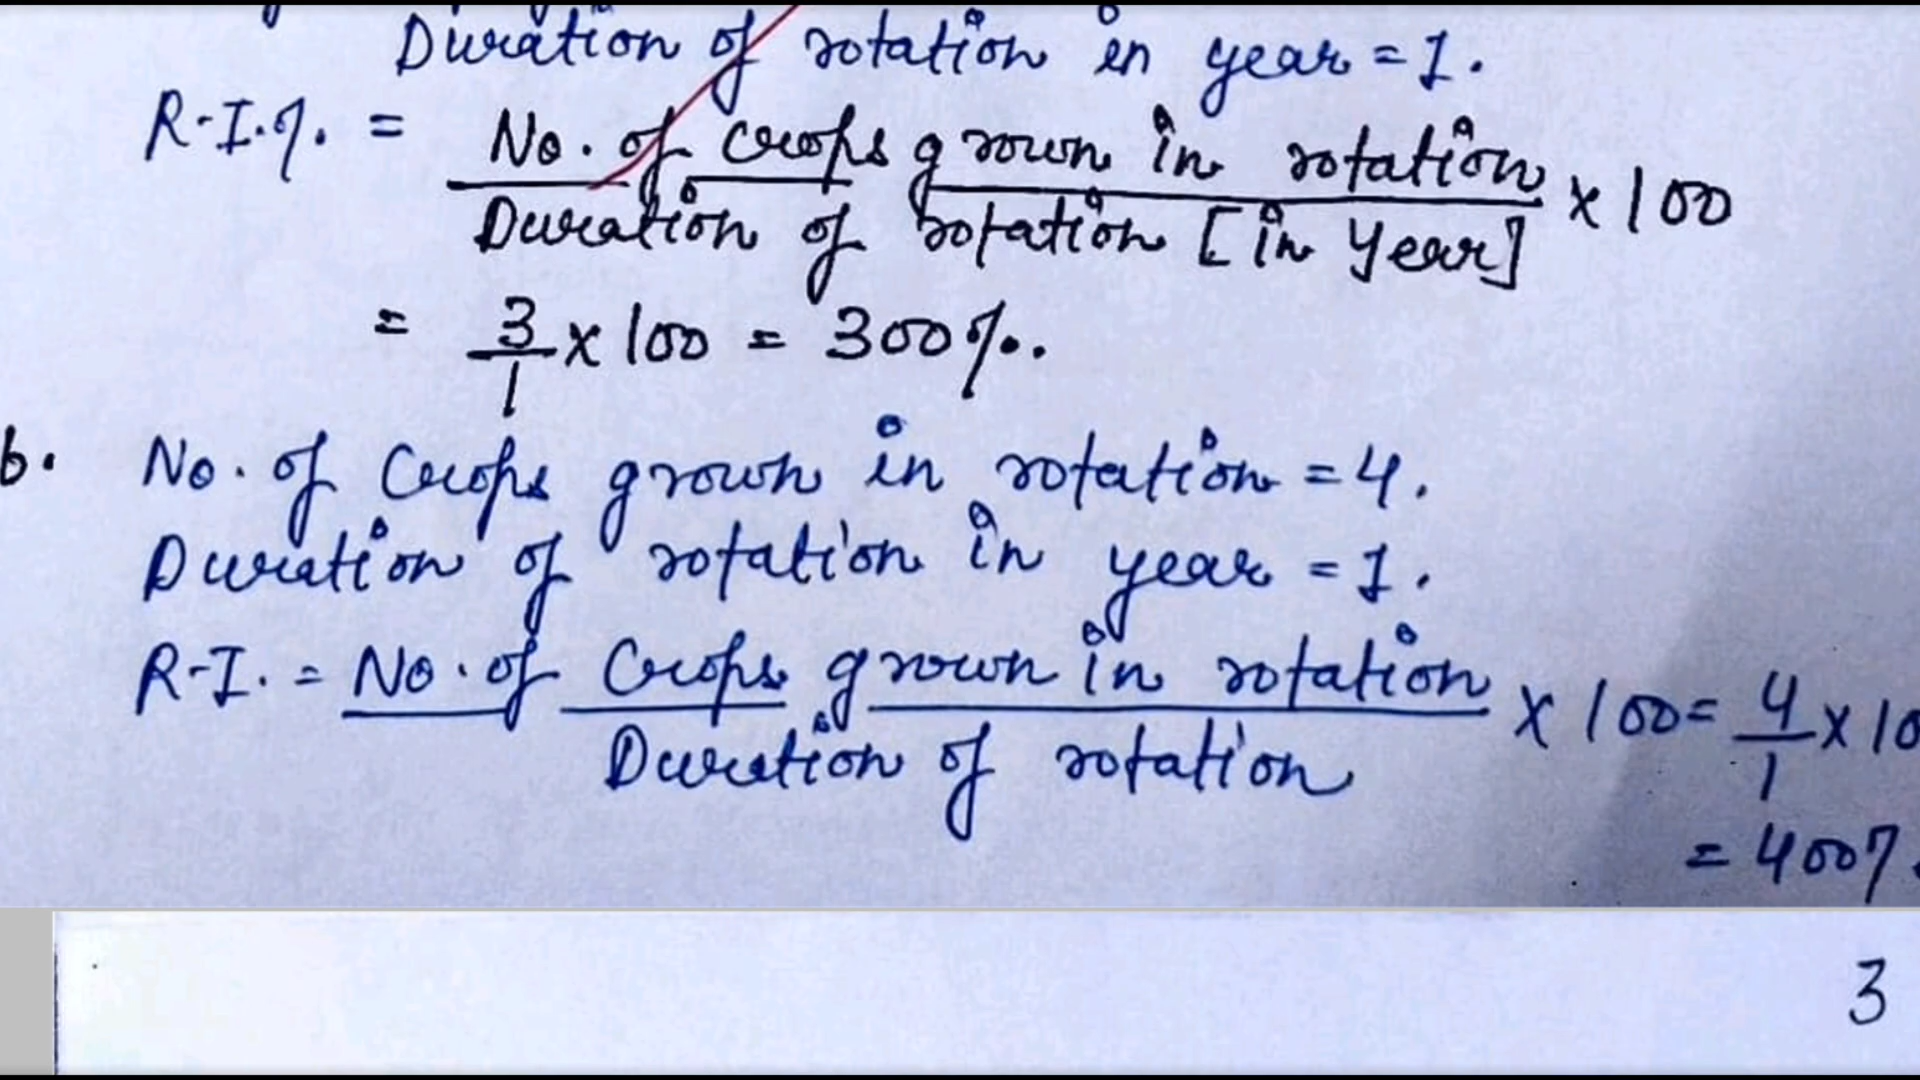 Duration of rotation in year = 1.
R.I.%. = No. of crops grown in rotation
Duration of rotation [in Year] × 100
= 3/1 × 100 = 300%.
b. No. of Crops grown in rotation = 4.
Duration of rotation in year = 1.
R.I. = No. of Crops grown in rotation
Duration of rotation × 100 = 4/1 × 10
= 400%.
3